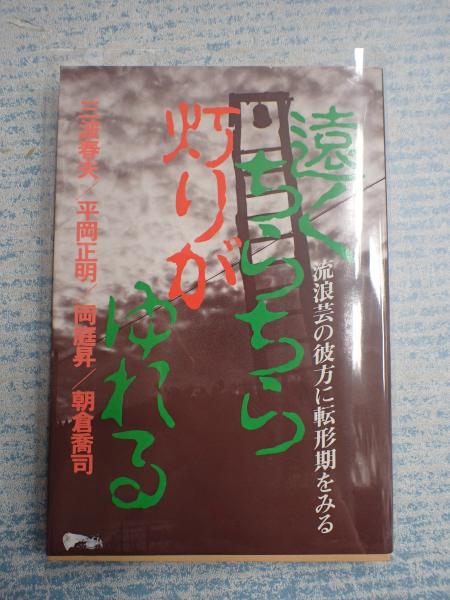 遠く
ちらちら
灯りが
ゆれる
流浪芸の彼方に転形期をみる
三波春夫／平岡正明／両庭昇／朝倉喬司